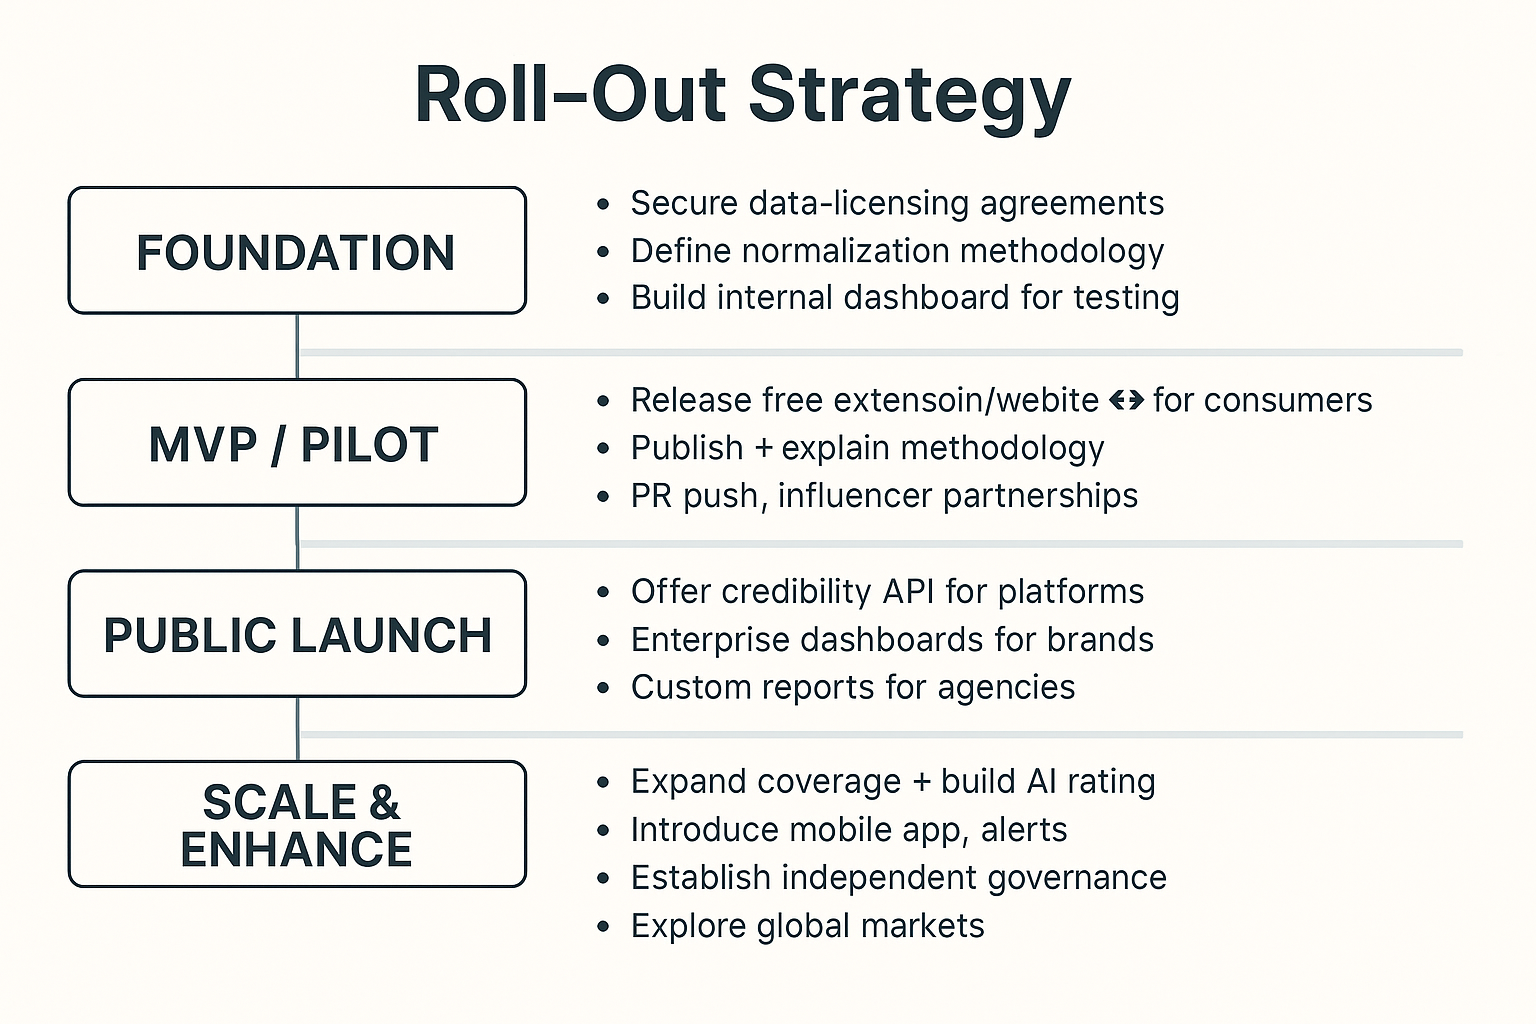 Roll-Out Strategy
FOUNDATION
• Secure data-licensing agreements
• Define normalization methodology
• Build internal dashboard for testing
MVP / PILOT
• Release free extensoin/webite ↔ for consumers
• Publish + explain methodology
• PR push, influencer partnerships
PUBLIC LAUNCH
• Offer credibility API for platforms
• Enterprise dashboards for brands
• Custom reports for agencies
SCALE &
ENHANCE
• Expand coverage + build AI rating
• Introduce mobile app, alerts
• Establish independent governance
• Explore global markets